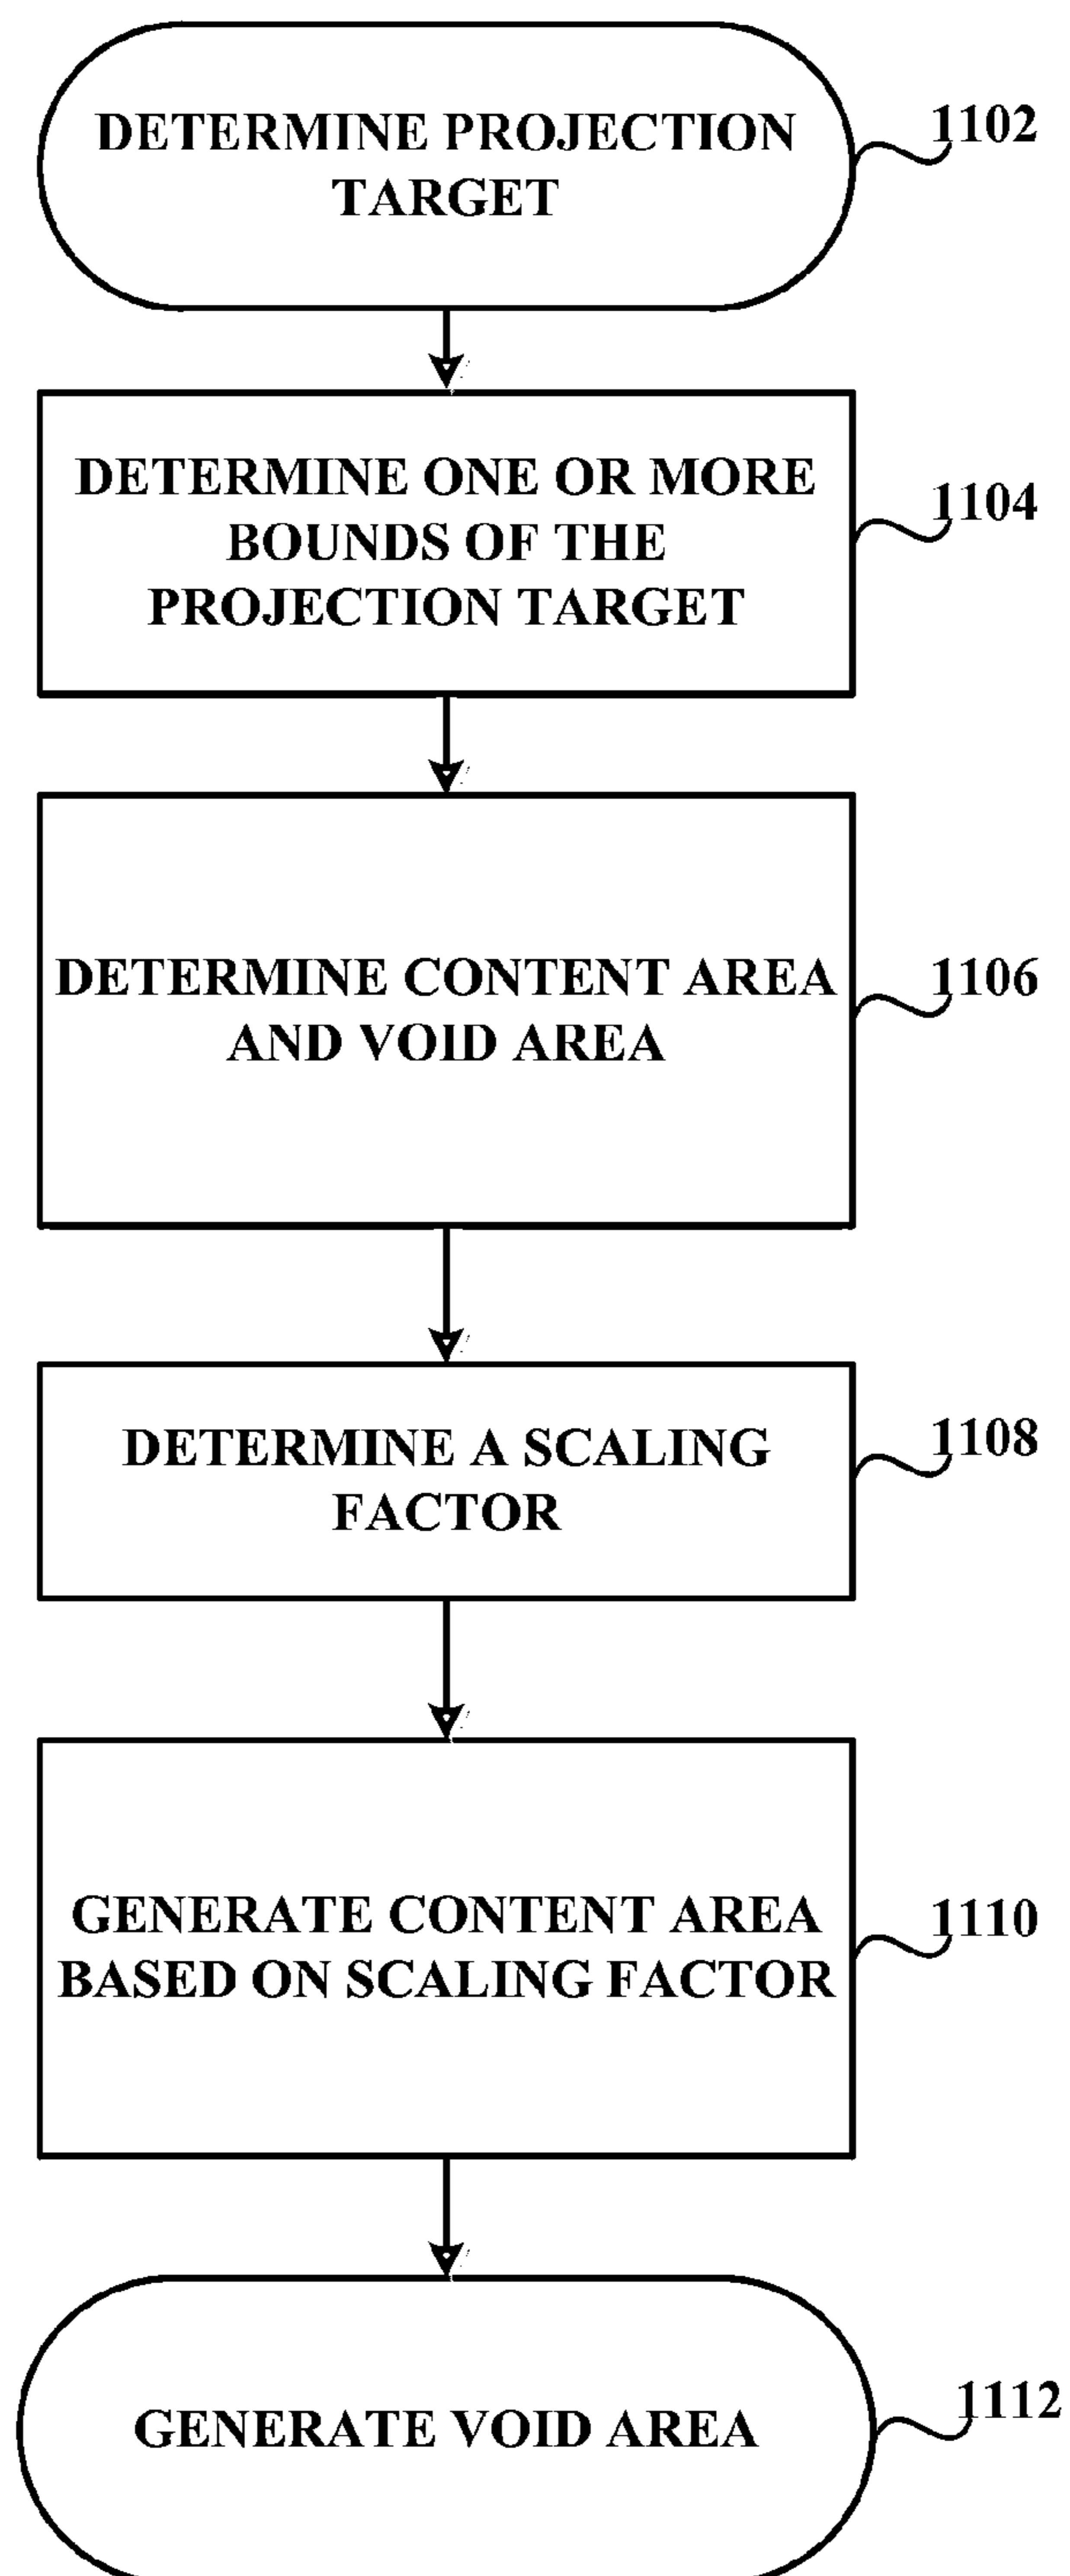 DETERMINE PROJECTION
TARGET
1102
DETERMINE ONE OR MORE
BOUNDS OF THE
PROJECTION TARGET
1104
DETERMINE CONTENT AREA
AND VOID AREA
1106
DETERMINE A SCALING
FACTOR
1108
GENERATE CONTENT AREA
BASED ON SCALING FACTOR
1110
GENERATE VOID AREA
1112